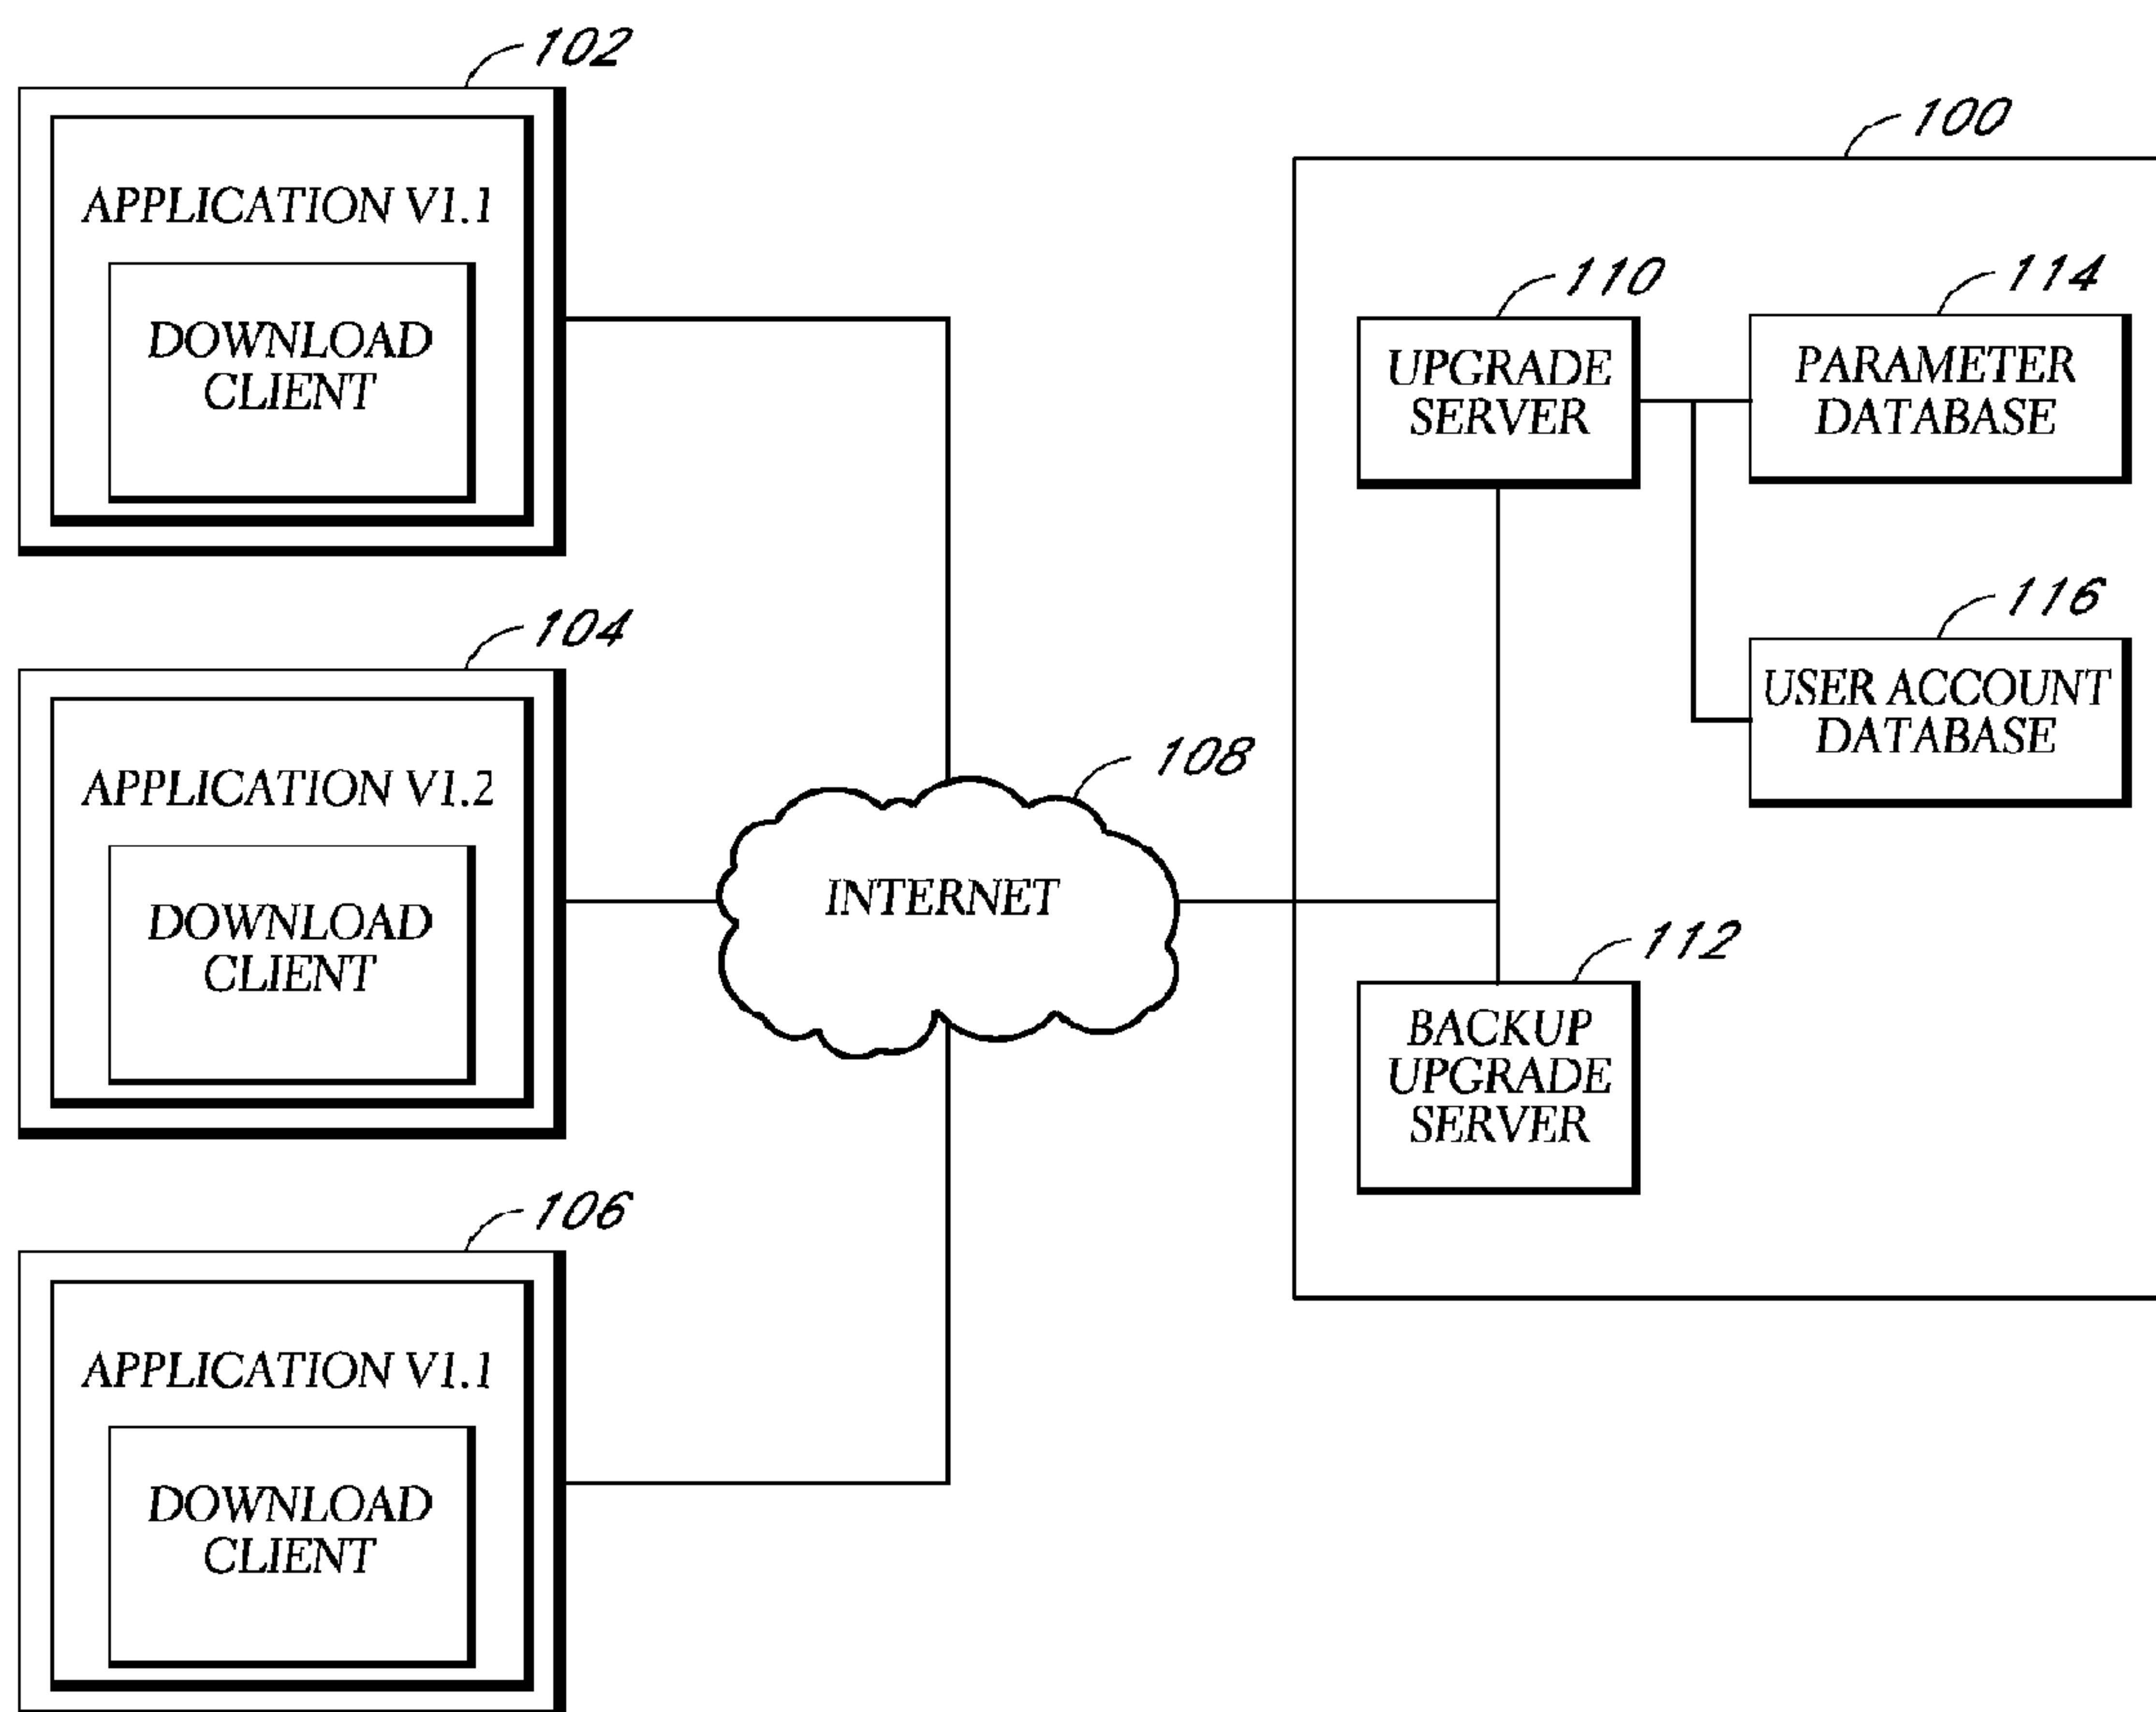 102
APPLICATION V1.1
DOWNLOAD
CLIENT
104
APPLICATION V1.2
DOWNLOAD
CLIENT
106
APPLICATION V1.1
DOWNLOAD
CLIENT
108
INTERNET
100
110
UPGRADE
SERVER
114
PARAMETER
DATABASE
116
USER ACCOUNT
DATABASE
112
BACKUP
UPGRADE
SERVER